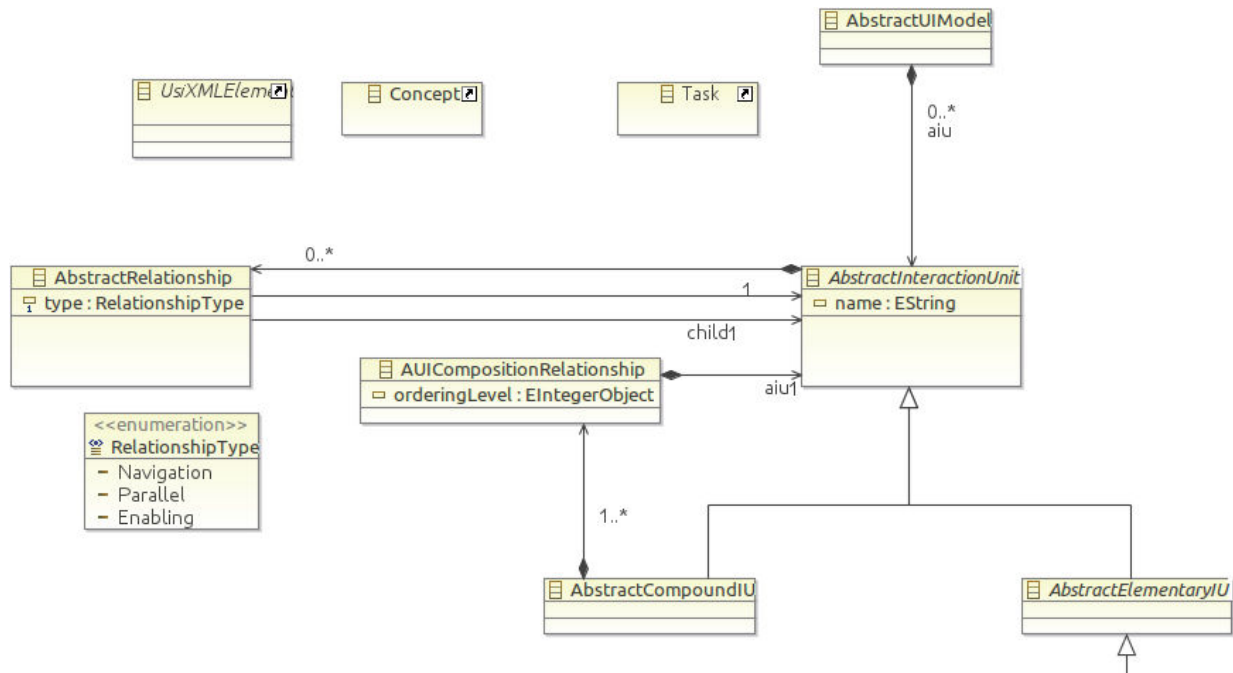 AbstractUIModel
UsiXMLElement
Concept
Task
0..*
aiu
0..*
AbstractRelationship
type : RelationshipType
AbstractInteractionUnit
name : EString
1
child1
AUICompositionRelationship
orderingLevel : EIntegerObject
aiu1
<<enumeration>>
RelationshipType
Navigation
Parallel
Enabling
1..*
AbstractCompoundIU
AbstractElementaryIU